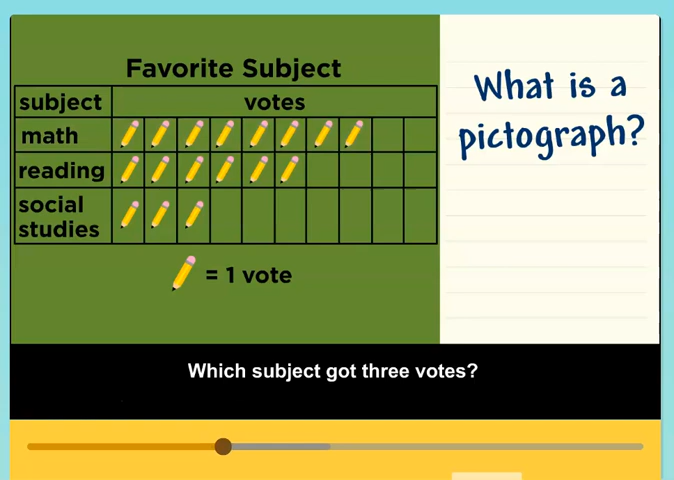 Favorite Subject
subject votes
math
reading
social
studies
= 1 vote
What is a
pictograph?
Which subject got three votes?